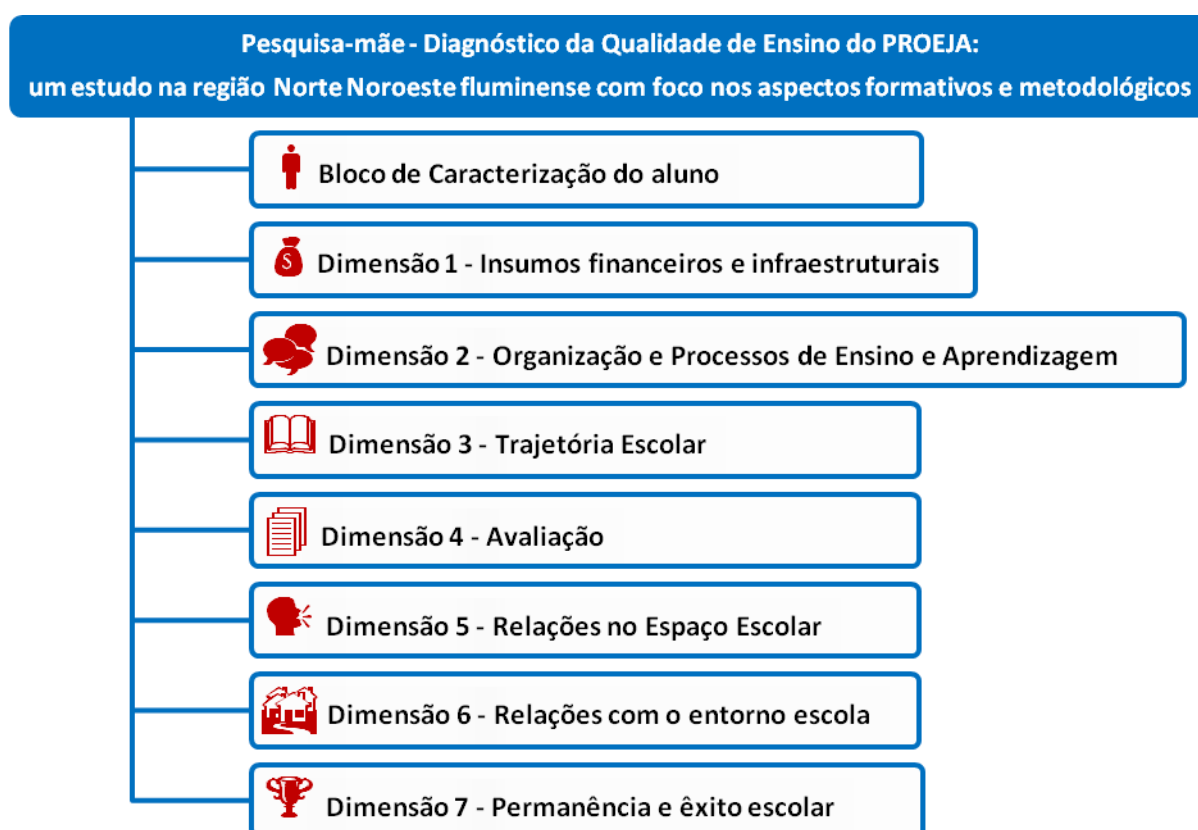 Pesquisa-mãe - Diagnóstico da Qualidade de Ensino do PROEJA:
um estudo na região Norte Noroeste fluminense com foco nos aspectos formativos e metodológicos
Bloco de Caracterização do aluno
$
Dimensão 1 - Insumos financeiros e infraestruturais
Dimensão 2 - Organização e Processos de Ensino e Aprendizagem
Dimensão 3 - Trajetória Escolar
Dimensão 4 - Avaliação
Dimensão 5 - Relações no Espaço Escolar
Dimensão 6 - Relações com o entorno escola
Dimensão 7 - Permanência e êxito escolar